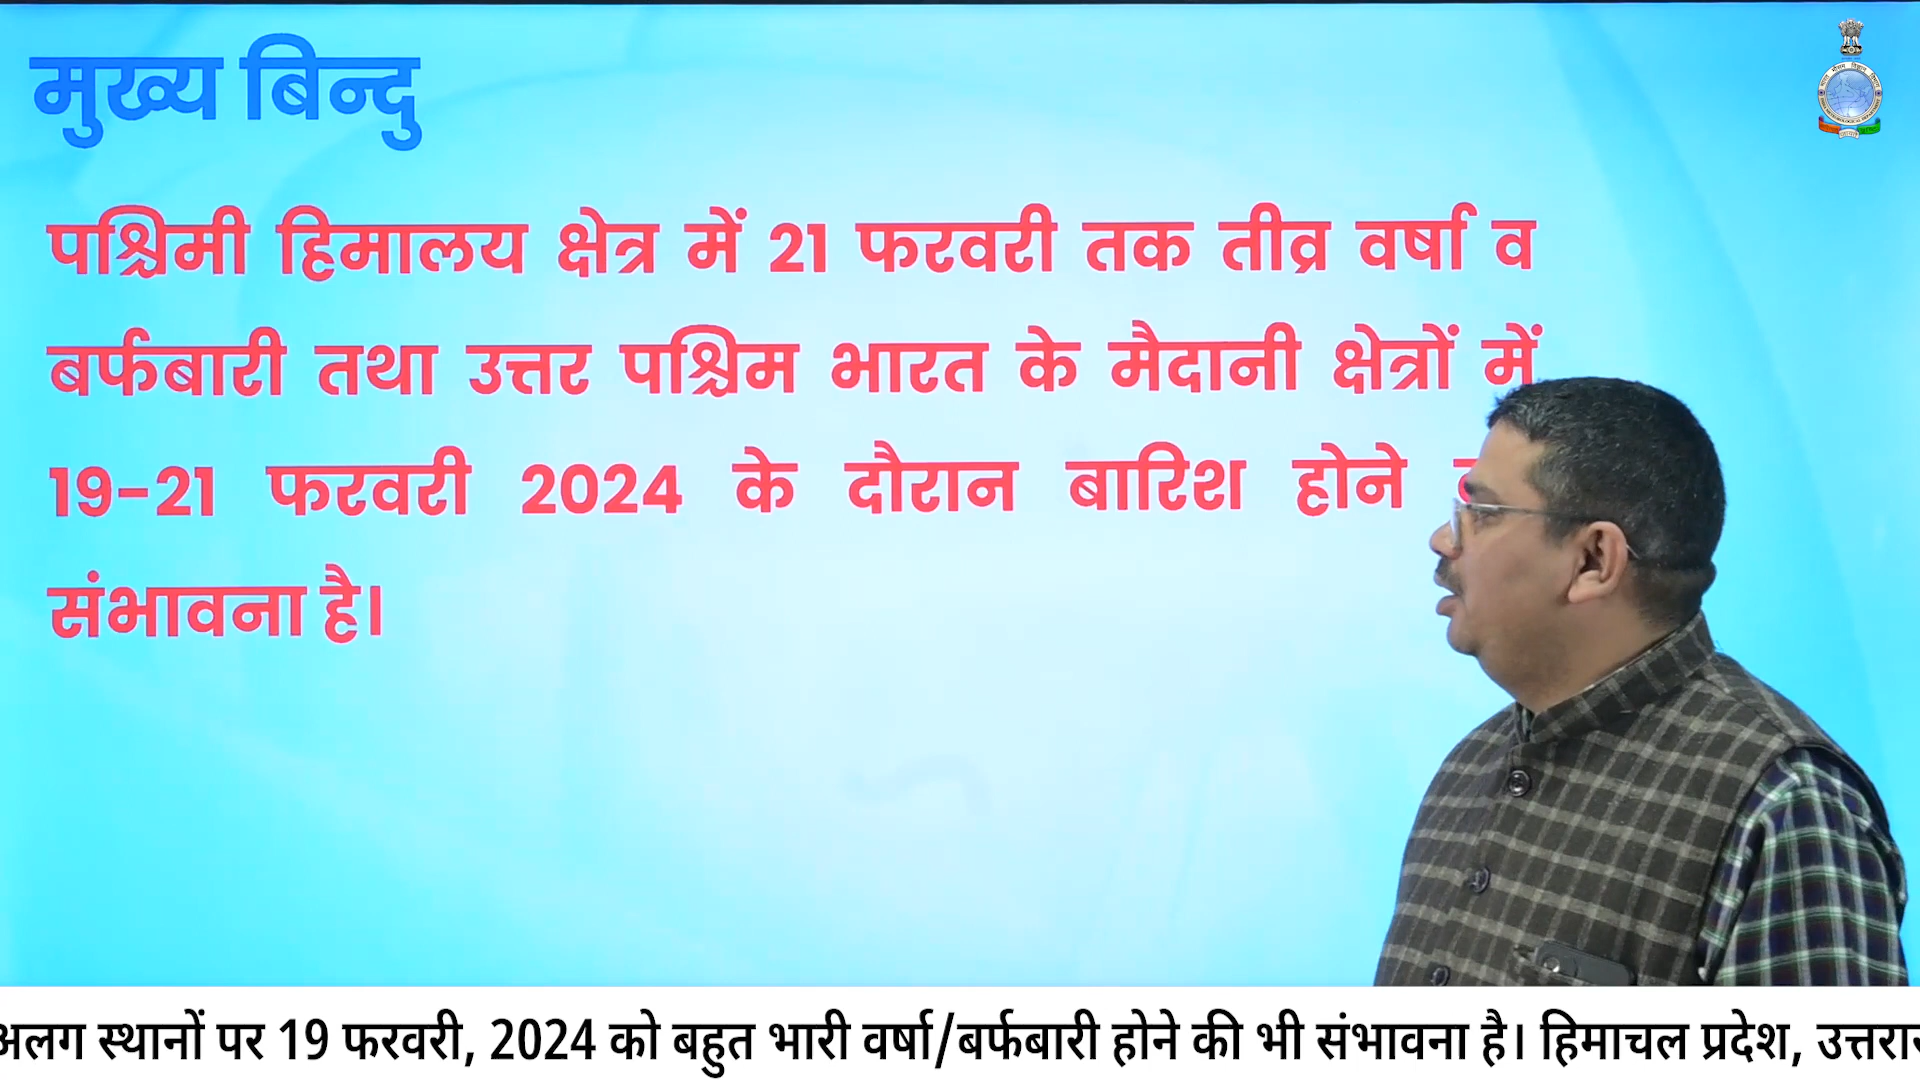 मुख्य बिन्दु
पश्चिमी हिमालय क्षेत्र में 21 फरवरी तक तीव्र वर्षा व
बर्फबारी तथा उत्तर पश्चिम भारत के मैदानी क्षेत्रों में
19-21 फरवरी 2024 के दौरान बारिश होने
संभावना है।
अलग स्थानों पर 19 फरवरी, 2024 को बहुत भारी वर्षा/बर्फबारी होने की भी संभावना है। हिमाचल प्रदेश,